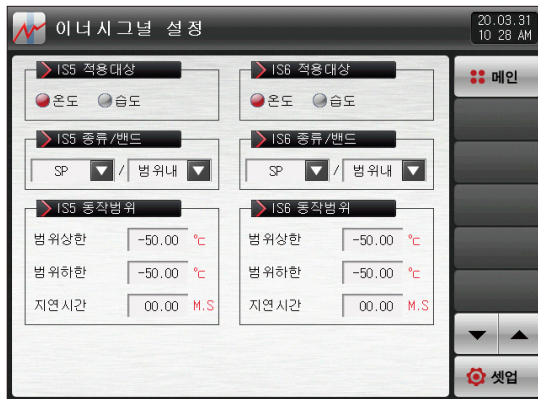 이너시그널 설정
20.03.31
10 28 AM
IS5 적용대상
온도 습도
IS5 종류/밴드
SP / 범위내
IS5 동작범위
범위상한 -50.00 ℃
범위하한 -50.00 ℃
지연시간 00.00 M.S
IS6 적용대상
온도 습도
IS6 종류/밴드
SP / 범위내
IS6 동작범위
범위상한 -50.00 ℃
범위하한 -50.00 ℃
지연시간 00.00 M.S
메인
셋업